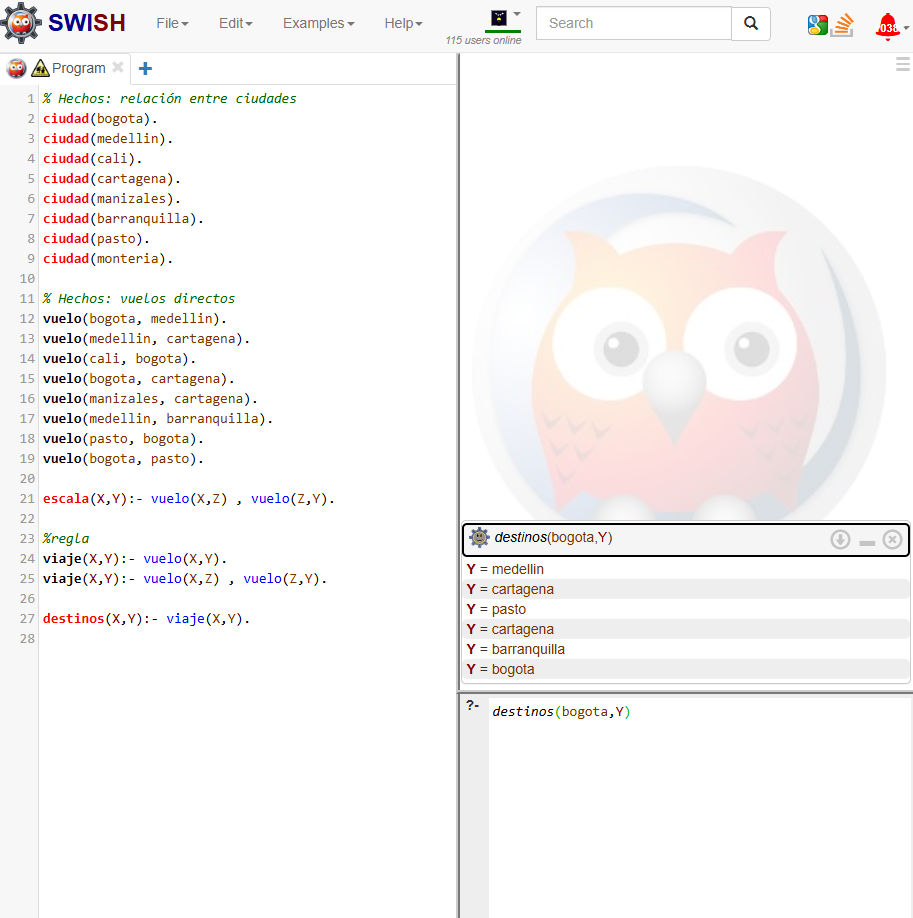 SWISH File Edit Examples Help 115 users online Search 038
Program
1 % Hechos: relación entre ciudades
2 ciudad(bogota).
3 ciudad(medellin).
4 ciudad(cali).
5 ciudad(cartagena).
6 ciudad(manizales).
7 ciudad(barranquilla).
8 ciudad(pasto).
9 ciudad(monteria).
10
11 % Hechos: vuelos directos
12 vuelo(bogota, medellin).
13 vuelo(medellin, cartagena).
14 vuelo(cali, bogota).
15 vuelo(bogota, cartagena).
16 vuelo(manizales, cartagena).
17 vuelo(medellin, barranquilla).
18 vuelo(pasto, bogota).
19 vuelo(bogota, pasto).
20
21 escala(X,Y):- vuelo(X,Z) , vuelo(Z,Y).
22
23 %regla
24 viaje(X,Y):- vuelo(X,Y).
25 viaje(X,Y):- vuelo(X,Z) , vuelo(Z,Y).
26
27 destinos(X,Y):- viaje(X,Y).
28
destinos(bogota,Y)
Y = medellin
Y = cartagena
Y = pasto
Y = cartagena
Y = barranquilla
Y = bogota
?- destinos(bogota,Y)